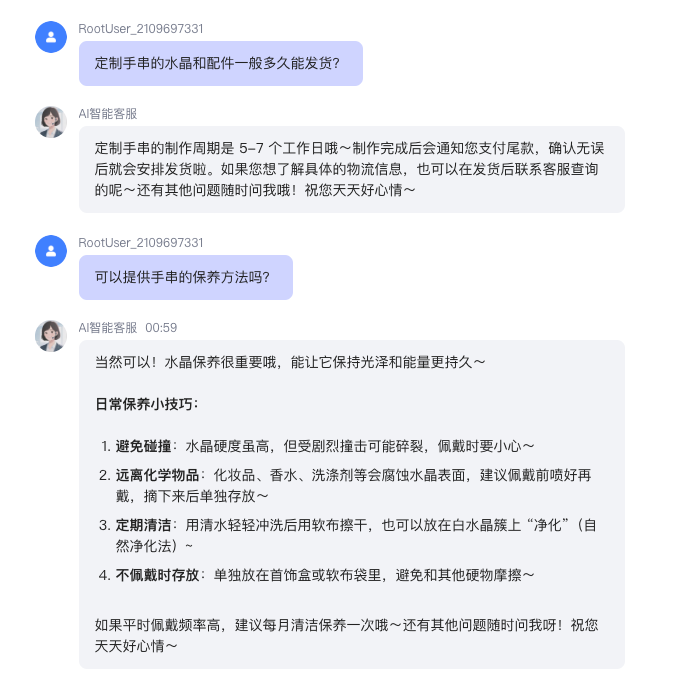 RootUser_2109697331
定制手串的水晶和配件一般多久能发货?
AI智能客服
定制手串的制作周期是 5-7 个工作日哦～制作完成后会通知您支付尾款，确认无误
后就会安排发货啦。如果您想了解具体的物流信息，也可以在发货后联系客服查询
的呢～还有其他问题随时问我哦！祝您天天好心情～
RootUser_2109697331
可以提供手串的保养方法吗?
AI智能客服 00:59
当然可以！水晶保养很重要哦，能让它保持光泽和能量更持久～
日常保养小技巧：
1. 避免碰撞：水晶硬度虽高，但受剧烈撞击可能碎裂，佩戴时要小心～
2. 远离化学物品：化妆品、香水、洗涤剂等会腐蚀水晶表面，建议佩戴前喷好再
戴，摘下来后单独存放～
3. 定期清洁：用清水轻轻冲洗后用软布擦干，也可以放在白水晶簇上“净化”（自
然净化法）~
4. 不佩戴时存放：单独放在首饰盒或软布袋里，避免和其他硬物摩擦～
如果平时佩戴频率高，建议每月清洁保养一次哦～还有其他问题随时问我呀！祝您
天天好心情～